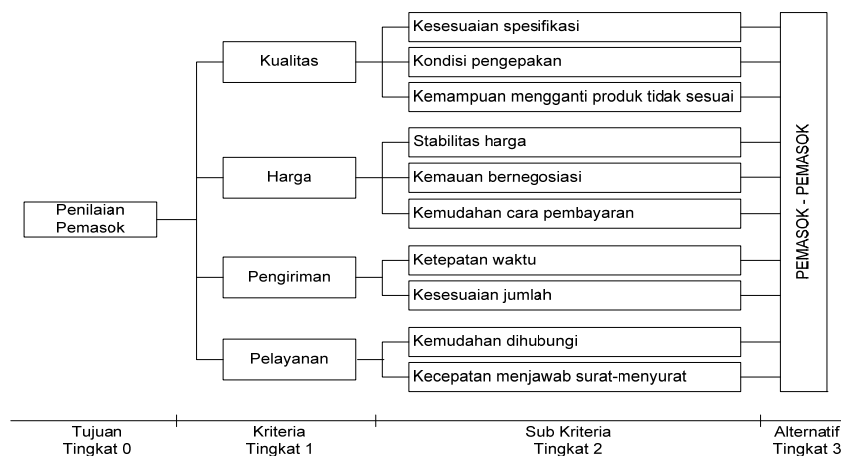 Penilaian
Pemasok
Kualitas
Kesesuaian spesifikasi
Kondisi pengepakan
Kemampuan mengganti produk tidak sesuai
Harga
Stabilitas harga
Kemauan bernegosiasi
Kemudahan cara pembayaran
Pengiriman
Ketepatan waktu
Kesesuaian jumlah
Pelayanan
Kemudahan dihubungi
Kecepatan menjawab surat-menyurat
PEMASOK - PEMASOK
Tujuan
Tingkat 0
Kriteria
Tingkat 1
Sub Kriteria
Tingkat 2
Alternatif
Tingkat 3